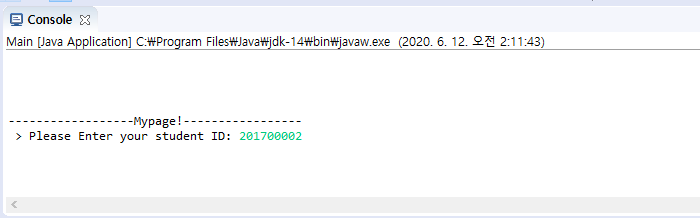 Console
Main [Java Application] C:₩Program Files₩Java₩jdk-14₩bin₩javaw.exe (2020. 6. 12. 오전 2:11:43)
------------------Mypage!-----------------
> Please Enter your student ID: 201700002